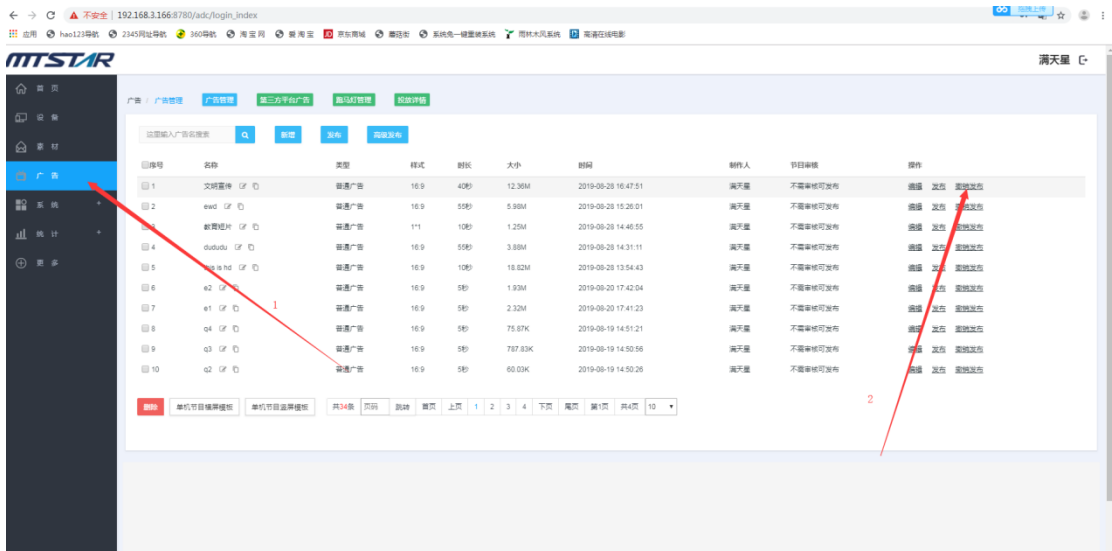 不安全 | 192.168.3.166:8780/adc/login_index
应用 hao123导航 2345网址导航 360导航 淘宝网 爱淘宝 JD 京东商城 蘑菇街 系统兔一键重装系统 雨林木风系统 高清在线电影
MTSTAR 满天星
首页
广告 / 广告管理 广告管理 第三方平台广告 跑马灯管理 投放详情
设备
这里输入广告名搜索 新增 发布 高级发布
素材
序号 名称 类型 样式 时长 大小 时间 制作人 节目审核 操作
广告
1 文明宣传 普通广告 16:9 40秒 12.36M 2019-08-28 16:47:51 满天星 不需审核可发布 编辑 发布 撤销发布
系统 +
2 ewd 普通广告 16:9 55秒 5.98M 2019-08-28 15:26:01 满天星 不需审核可发布 编辑 发布 撤销发布
3 教育短片 普通广告 1*1 10秒 1.25M 2019-08-28 14:46:55 满天星 不需审核可发布 编辑 发布 撤销发布
统计 +
4 dududu 普通广告 16:9 55秒 3.88M 2019-08-28 14:31:11 满天星 不需审核可发布 编辑 发布 撤销发布
更多
5 this is hd 普通广告 16:9 10秒 18.82M 2019-08-28 13:54:43 满天星 不需审核可发布 编辑 发布 撤销发布
6 e2 普通广告 16:9 5秒 1.93M 2019-08-20 17:42:04 满天星 不需审核可发布 编辑 发布 撤销发布
1
7 e1 普通广告 16:9 5秒 2.32M 2019-08-20 17:41:23 满天星 不需审核可发布 编辑 发布 撤销发布
8 q4 普通广告 16:9 5秒 75.87K 2019-08-19 14:51:21 满天星 不需审核可发布 编辑 发布 撤销发布
9 q3 普通广告 16:9 5秒 787.83K 2019-08-19 14:50:56 满天星 不需审核可发布 编辑 发布 撤销发布
10 q2 普通广告 16:9 5秒 60.03K 2019-08-19 14:50:26 满天星 不需审核可发布 编辑 发布 撤销发布
2
删除 单机节目横屏模板 单机节目竖屏模板 共34条 页码 跳转 首页 上页 1 2 3 4 下页 尾页 第1页 共4页 10